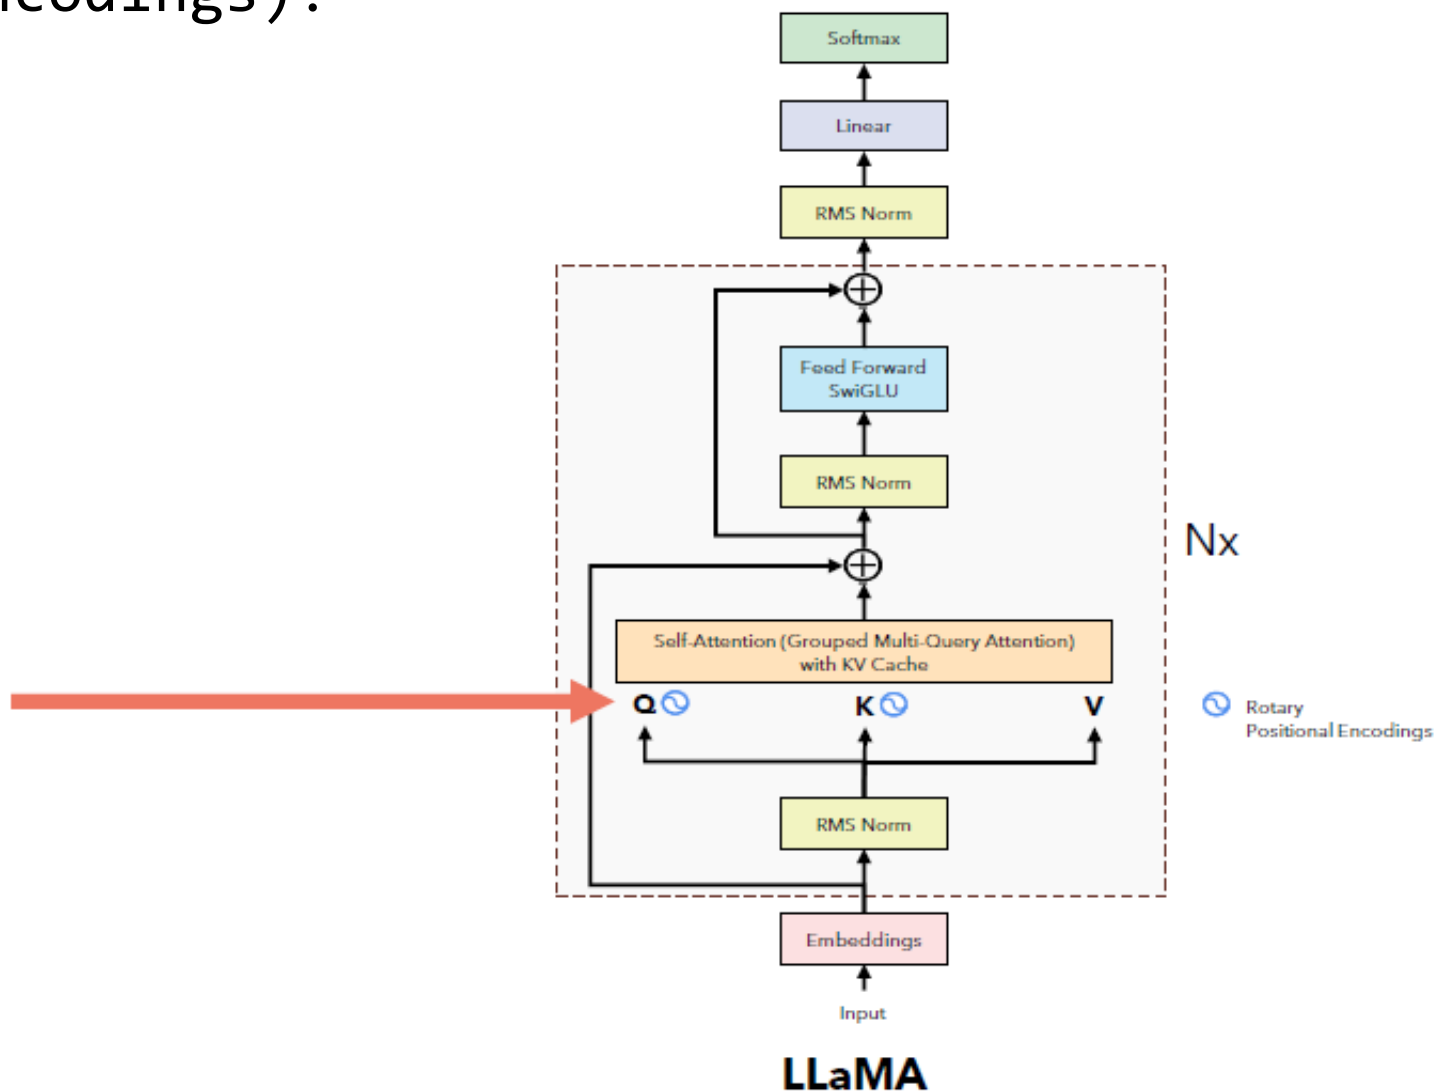 ncodings).
Softmax
Linear
RMS Norm
Feed Forward
SwiGLU
RMS Norm
Nx
Self-Attention (Grouped Multi-Query Attention)
with KV Cache
Q K V
Rotary
Positional Encodings
RMS Norm
Embeddings
Input
LLaMA